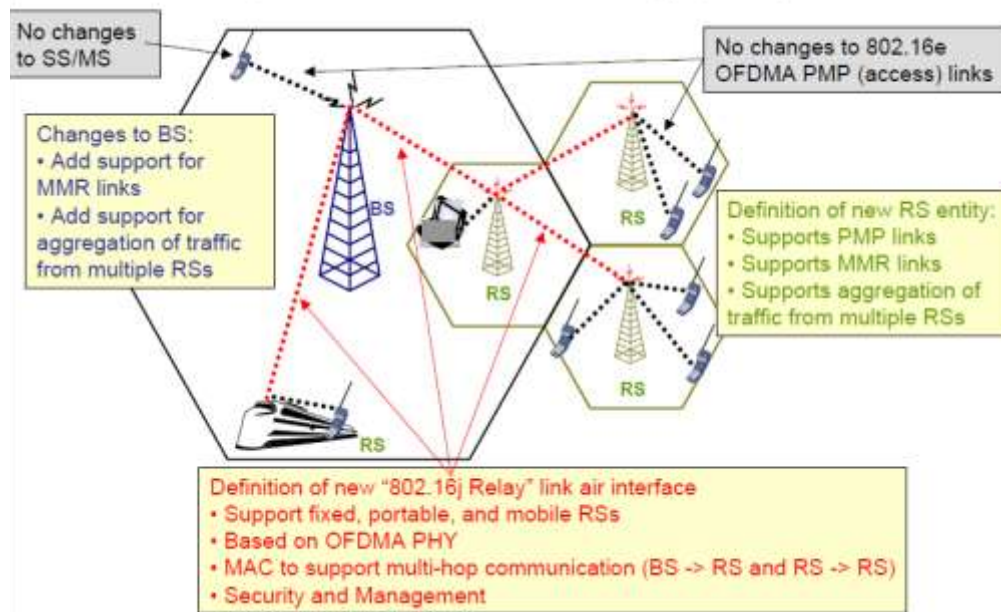 No changes
to SS/MS
No changes to 802.16e
OFDMA PMP (access) links
Changes to BS:
• Add support for
MMR links
• Add support for
aggregation of traffic
from multiple RSs
BS
RS
RS
RS
RS
Definition of new RS entity:
• Supports PMP links
• Supports MMR links
• Supports aggregation of
traffic from multiple RSs
Definition of new "802.16j Relay" link air interface
• Support fixed, portable, and mobile RSs
• Based on OFDMA PHY
• MAC to support multi-hop communication (BS -> RS and RS -> RS)
• Security and Management